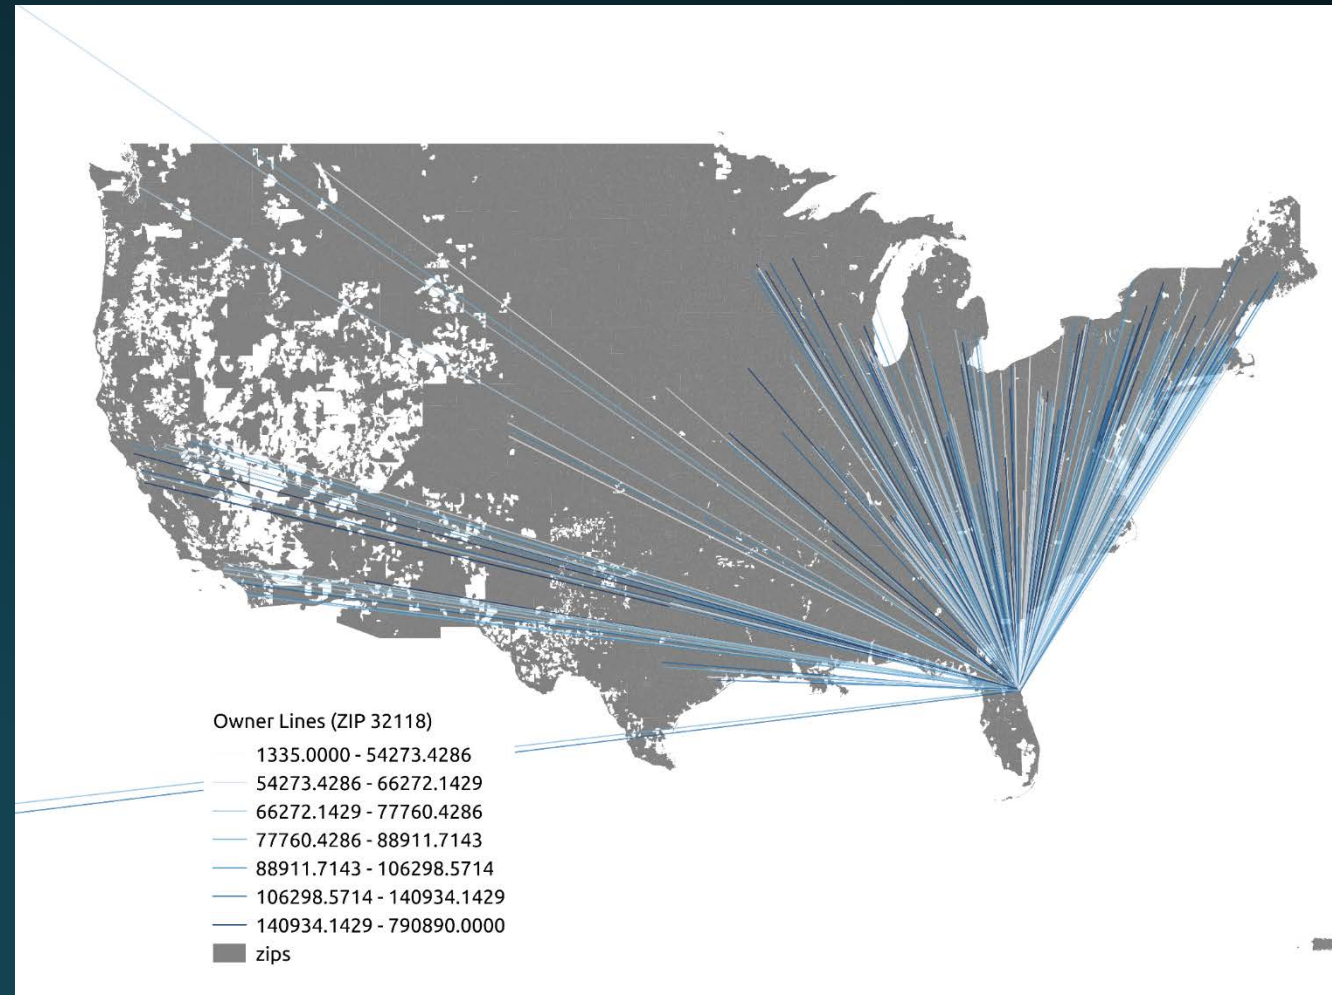 Owner Lines (ZIP 32118)
1335.0000 - 54273.4286
54273.4286 - 66272.1429
66272.1429 - 77760.4286
77760.4286 - 88911.7143
88911.7143 - 106298.5714
106298.5714 - 140934.1429
140934.1429 - 790890.0000
zips